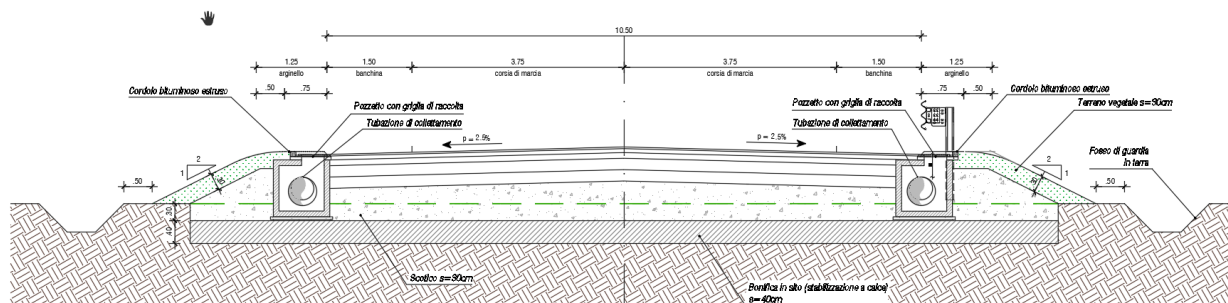 10.50
1.25
1.50
3.75
3.75
1.50
1.25
arginello
banchina
corsia di marcia
corsia di marcia
banchina
arginello
.50
.75
.75
.50
Cordolo bituminoso estruso
Pozzetto con griglia di raccolta
Tubazione di collettamento
Pozzetto con griglia di raccolta
Tubazione di collettamento
Cordolo bituminoso estruso
Terreno vegetale s=30cm
p = 2.5%
p = 2.5%
Fosso di guardia
in terra
2
1
2
1
.50
.30
.30
.50
.30
.40
Scotico s=30cm
Bonifica in sito (stabilizzazione a calce)
s=40cm